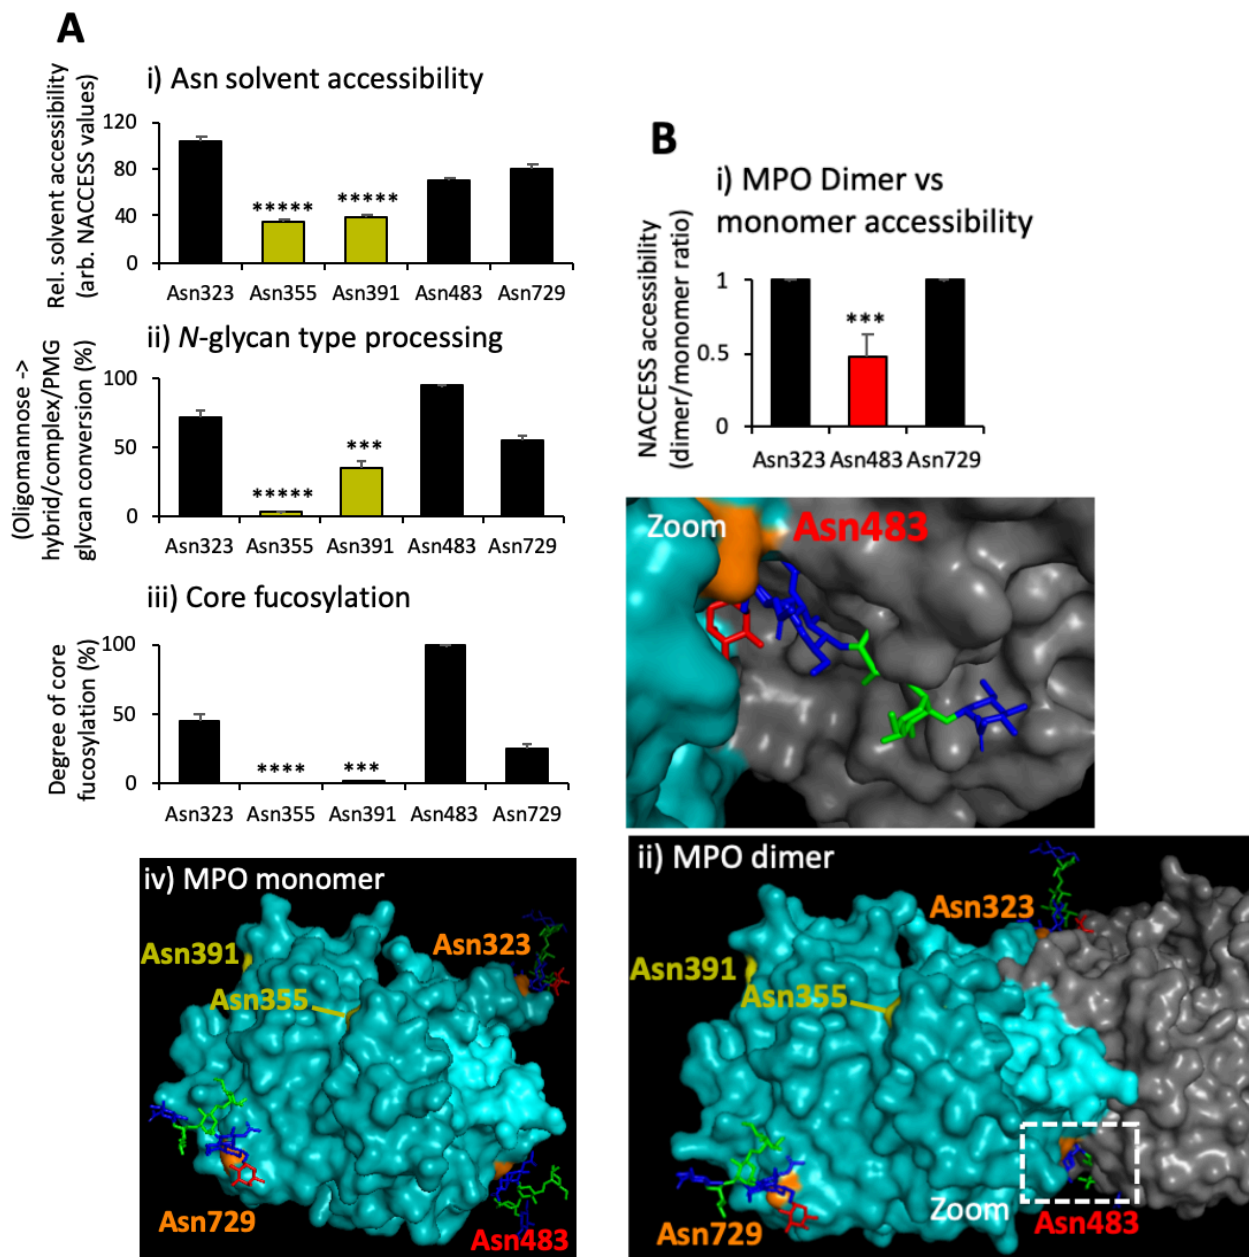 A
i) Asn solvent accessibility
Rel. solvent accessibility
(arb. NACCESS values)
120
80
40
0
*****
*****
Asn323 Asn355 Asn391 Asn483 Asn729
ii) N-glycan type processing
(Oligomannose ->
hybrid/complex/PMG
glycan conversion (%)
100
50
0
*****
***
Asn323 Asn355 Asn391 Asn483 Asn729
iii) Core fucosylation
Degree of core
fucosylation (%)
100
50
0
****
***
Asn323 Asn355 Asn391 Asn483 Asn729
iv) MPO monomer
Asn391
Asn323
Asn355
Asn729
Asn483
B
i) MPO Dimer vs
monomer accessibility
NACCESS accessibility
(dimer/monomer ratio)
1
0.5
0
***
Asn323 Asn483 Asn729
Zoom
Asn483
ii) MPO dimer
Asn323
Asn391
Asn355
Zoom
Asn729
Asn483